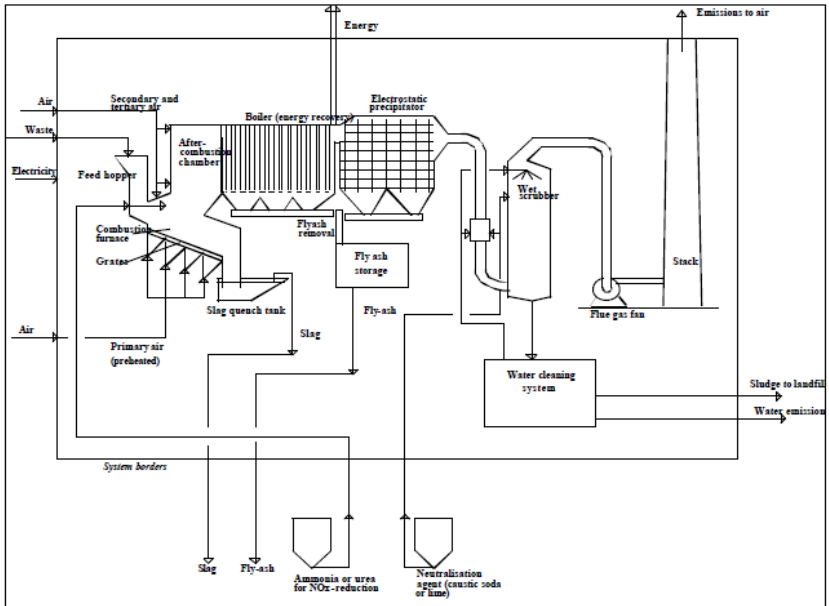 Emissions to air
Energy
Secondary and
tertiary air
Air
Waste
Electricity
Feed hopper
After-
combustion
chamber
Boiler (energy recovery)
Electrostatic
precipitrator
Wet
scrubber
Combustion
furnace
Grates
Flyash
removal
Fly ash
storage
Stack
Slag quench tank
Flue gas fan
Air
Primary air
(preheated)
Slag
Fly-ash
Water cleaning
system
Sludge to landfill
Water emission
System borders
Slag
Fly-ash
Ammonia or urea
for NOx-reduction
Neutralisation
agent (caustic soda
or lime)